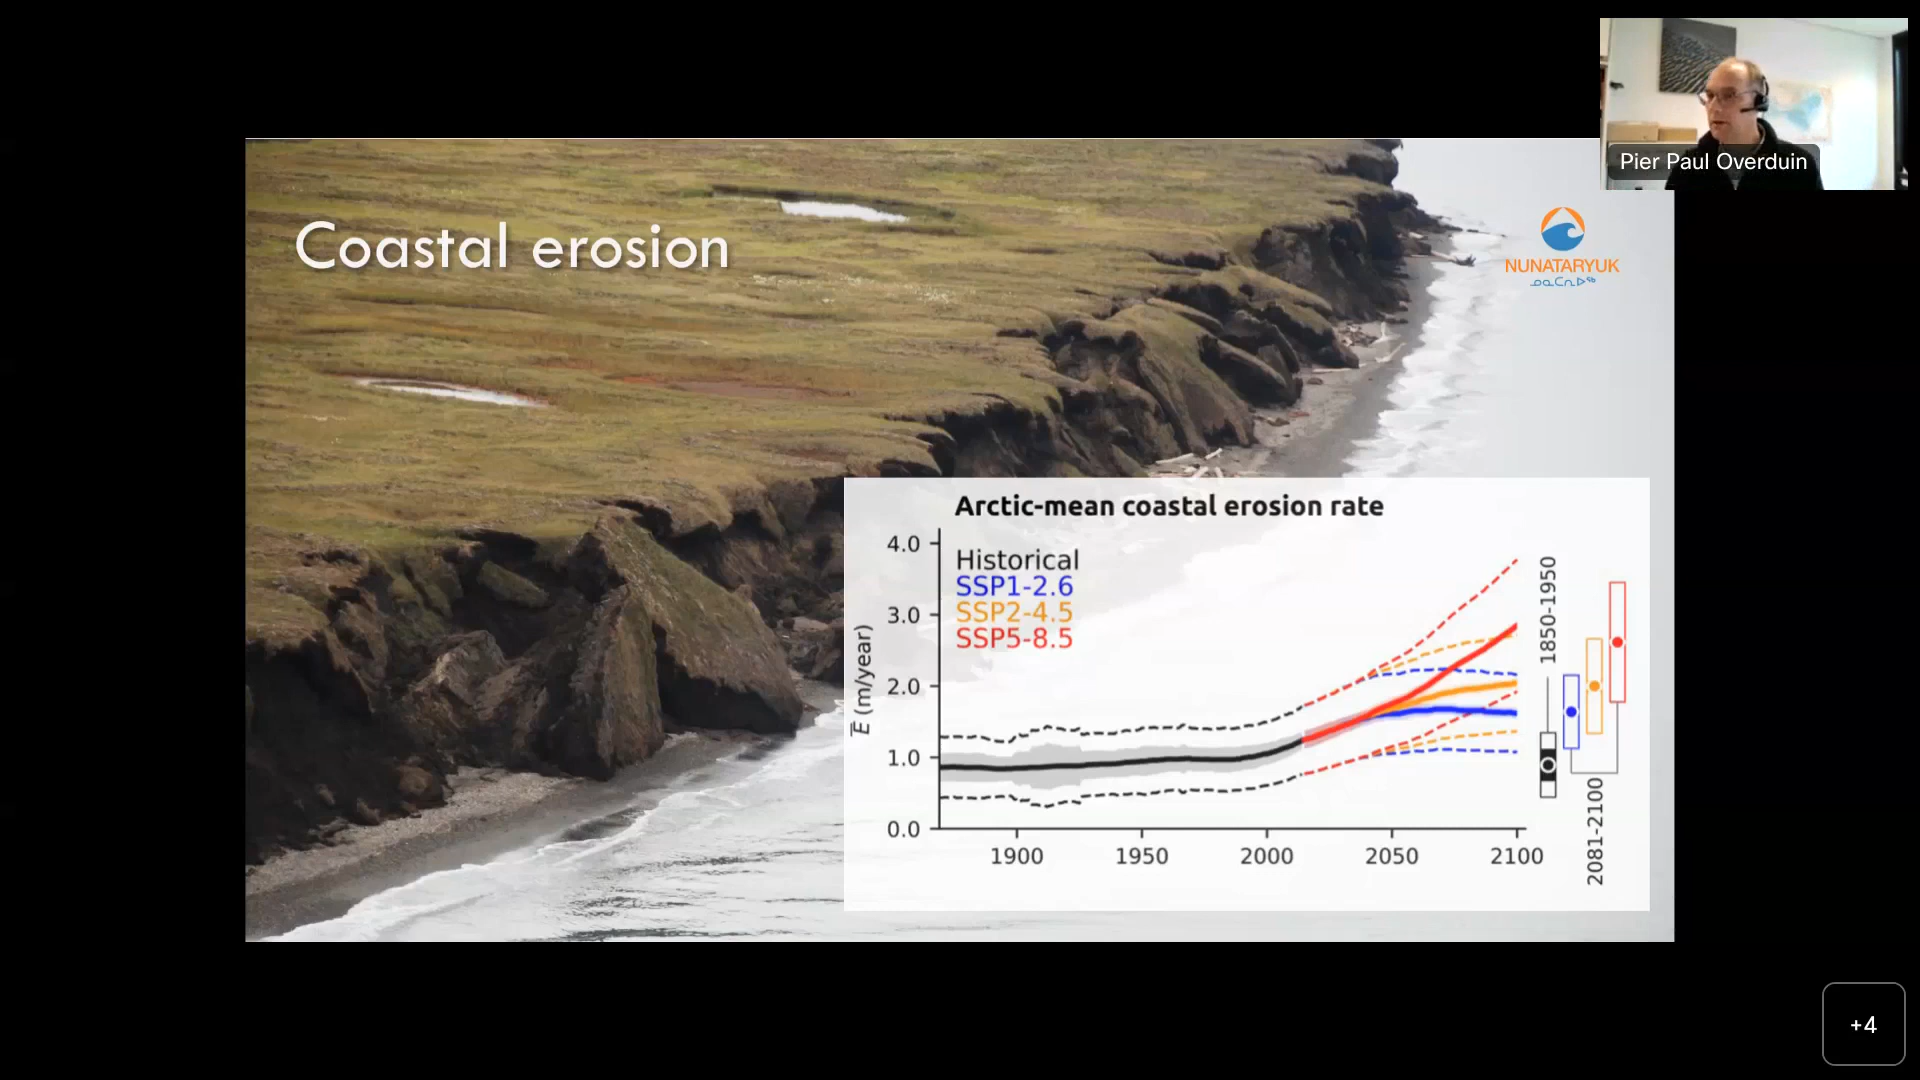 Pier Paul Overduin
Coastal erosion
NUNATARYUK
ᓄᓇᑕᕆᐅᖅ
Arctic-mean coastal erosion rate
4.0
3.0
2.0
1.0
0.0
E̅ (m/year)
Historical
SSP1-2.6
SSP2-4.5
SSP5-8.5
1850-1950
2081-2100
1900
1950
2000
2050
2100
+4